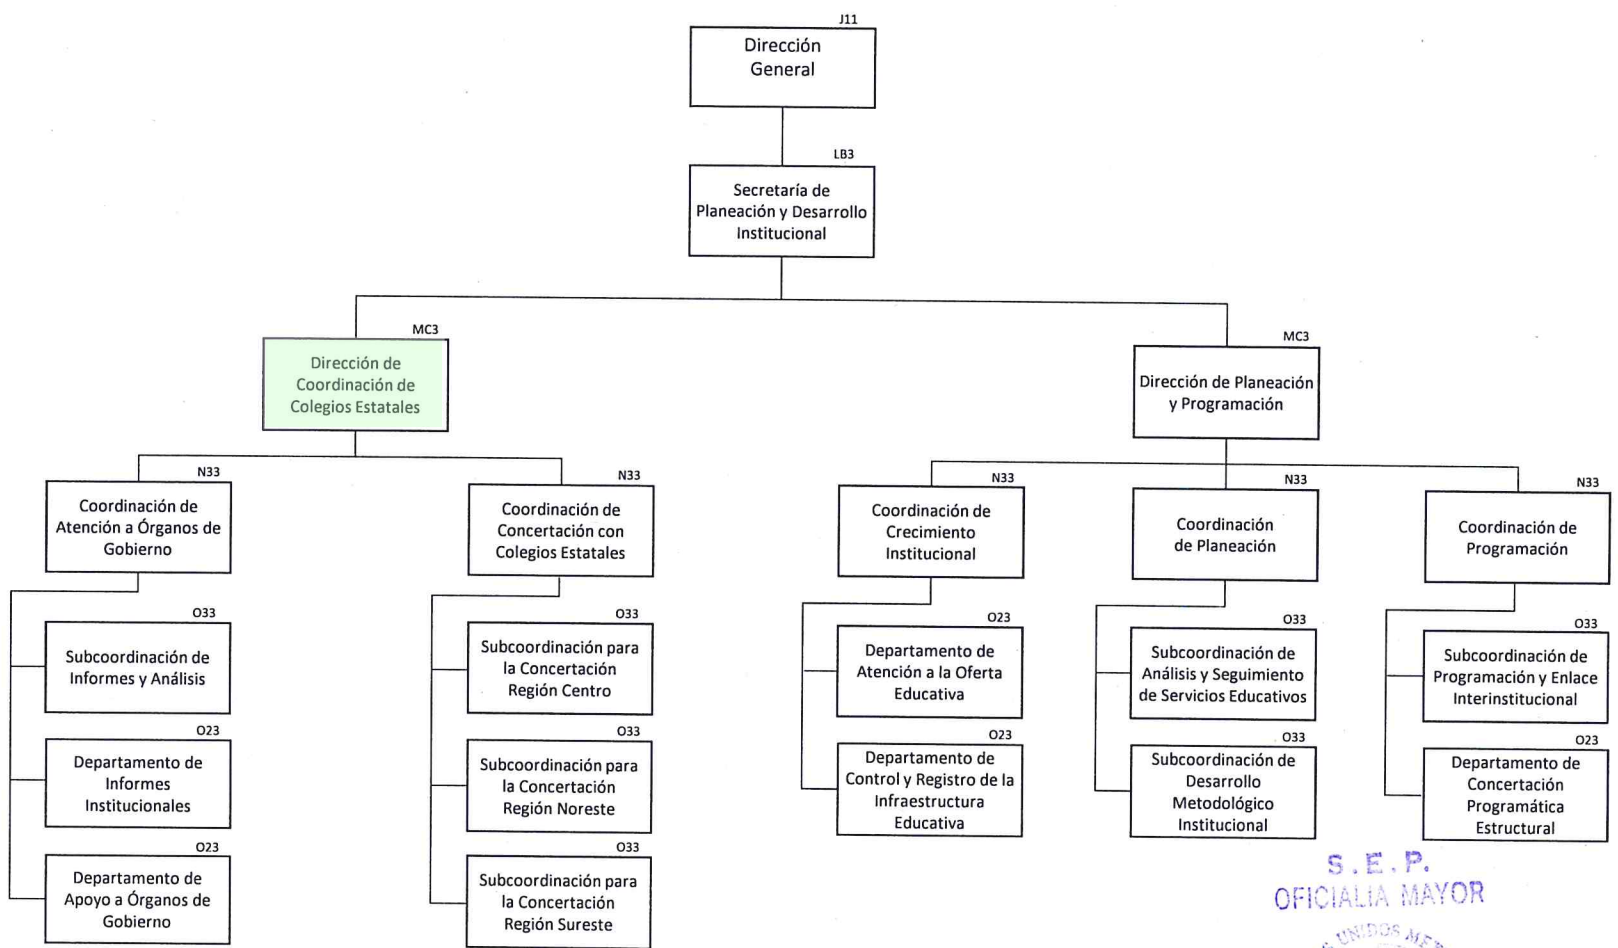 J11
Dirección
General
LB3
Secretaría de
Planeación y Desarrollo
Institucional
MC3
Dirección de
Coordinación de
Colegios Estatales
MC3
Dirección de Planeación
y Programación
N33
Coordinación de
Atención a Órganos de
Gobierno
N33
Coordinación de
Concertación con
Colegios Estatales
N33
Coordinación de
Crecimiento
Institucional
N33
Coordinación
de Planeación
N33
Coordinación de
Programación
O33
Subcoordinación de
Informes y Análisis
O23
Departamento de
Informes
Institucionales
O23
Departamento de
Apoyo a Órganos de
Gobierno
O33
Subcoordinación para
la Concertación
Región Centro
O33
Subcoordinación para
la Concertación
Región Noreste
O33
Subcoordinación para
la Concertación
Región Sureste
O23
Departamento de
Atención a la Oferta
Educativa
O23
Departamento de
Control y Registro de la
Infraestructura
Educativa
O33
Subcoordinación de
Análisis y Seguimiento
de Servicios Educativos
O33
Subcoordinación de
Desarrollo
Metodológico
Institucional
O33
Subcoordinación de
Programación y Enlace
Interinstitucional
O23
Departamento de
Concertación
Programática
Estructural
S.E.P.
OFICIALIA MAYOR
UNIDOS